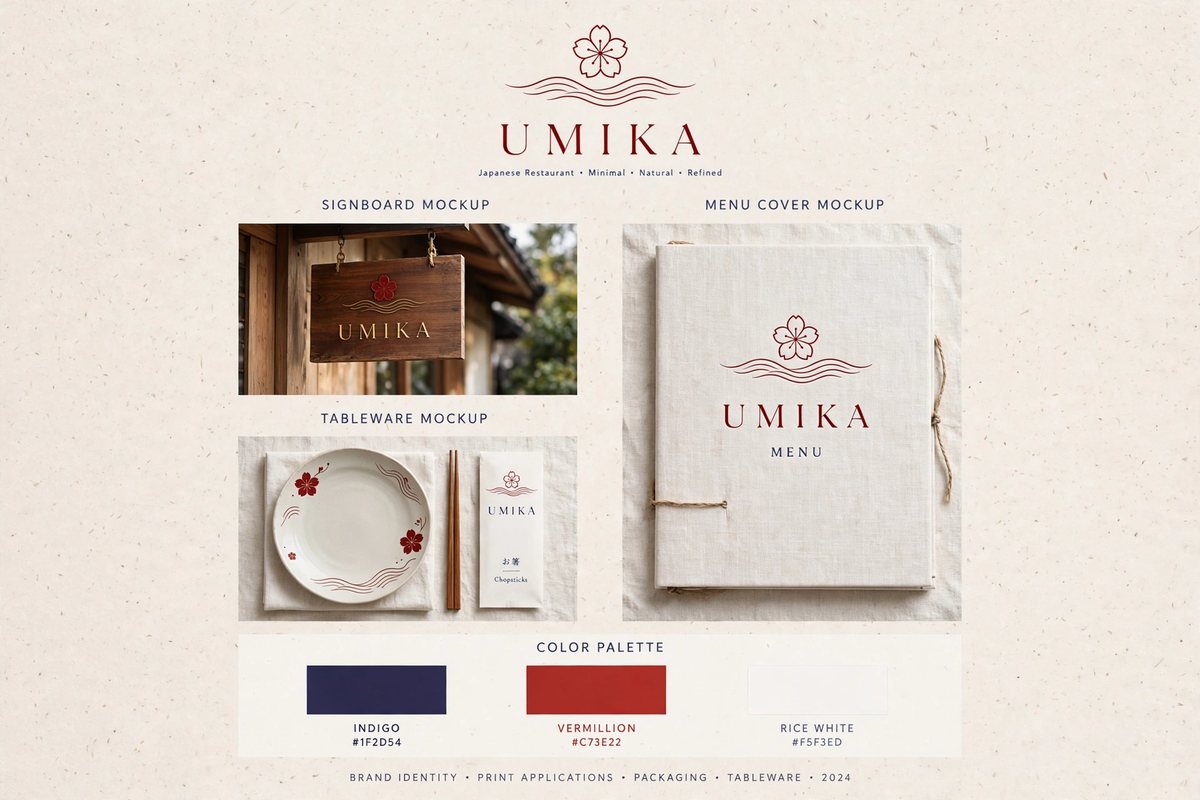 UMIKA
Japanese Restaurant • Minimal • Natural • Refined
SIGNBOARD MOCKUP
UMIKA
TABLEWARE MOCKUP
UMIKA
お箸
Chopsticks
MENU COVER MOCKUP
UMIKA
MENU
COLOR PALETTE
INDIGO
#1F2D54
VERMILLION
#C73E22
RICE WHITE
#F5F3ED
BRAND IDENTITY • PRINT APPLICATIONS • PACKAGING • TABLEWARE • 2024